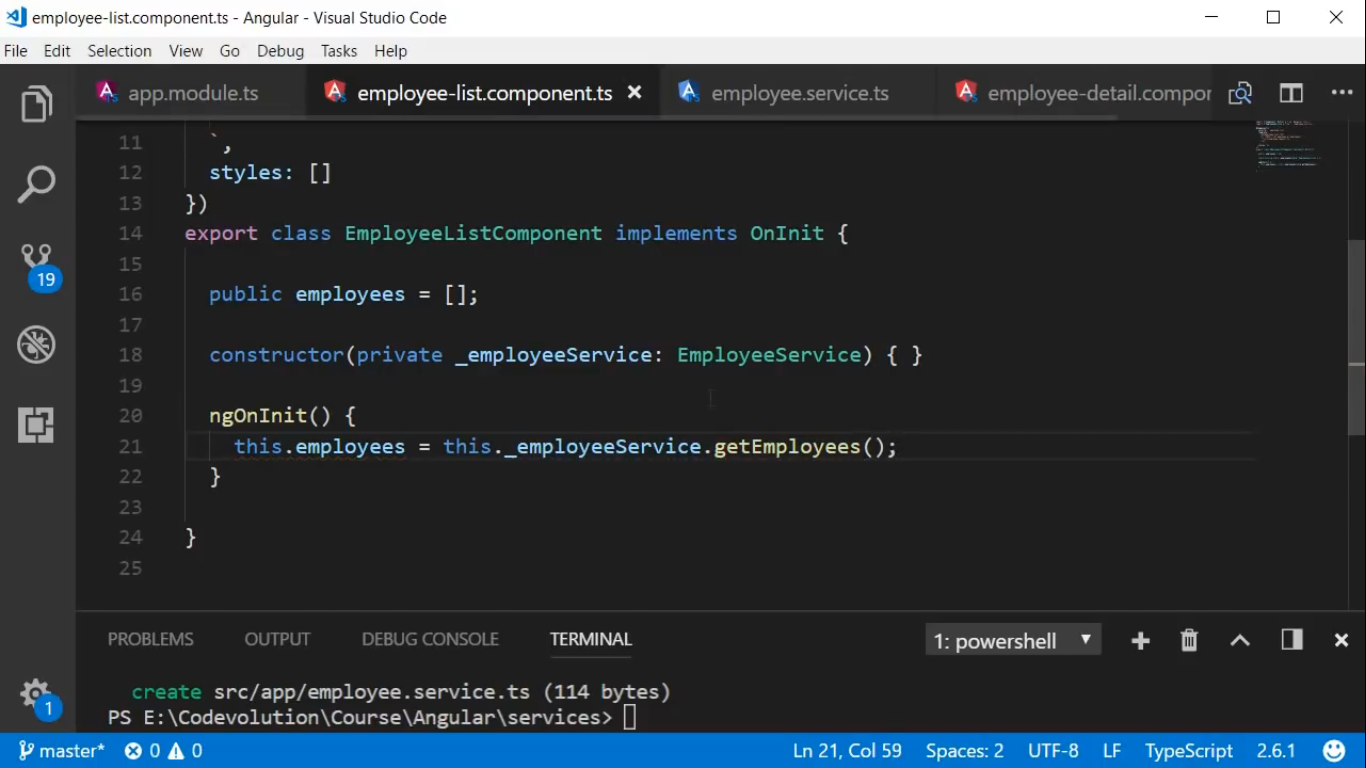 employee-list.component.ts - Angular - Visual Studio Code
File Edit Selection View Go Debug Tasks Help
app.module.ts employee-list.component.ts employee.service.ts employee-detail.compor
11 `,
12 styles: []
13 })
14 export class EmployeeListComponent implements OnInit {
15
16 public employees = [];
17
18 constructor(private _employeeService: EmployeeService) { }
19
20 ngOnInit() {
21 this.employees = this._employeeService.getEmployees();
22 }
23
24 }
25
19
PROBLEMS OUTPUT DEBUG CONSOLE TERMINAL 1: powershell
create src/app/employee.service.ts (114 bytes)
PS E:\Codevolution\Course\Angular\services>
1
master* 0 0 Ln 21, Col 59 Spaces: 2 UTF-8 LF TypeScript 2.6.1